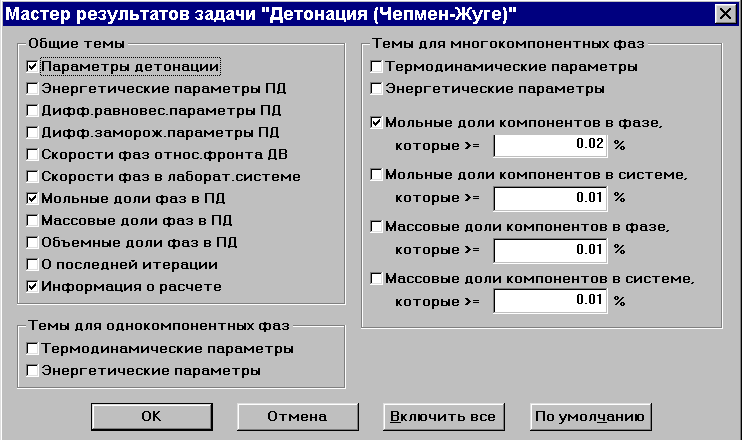 Мастер результатов задачи "Детонация (Чепмен-Жуге)"
Общие темы
Параметры детонации
Энергетические параметры ПД
Дифф.равновес.параметры ПД
Дифф.заморож.параметры ПД
Скорости фаз относ.фронта ДВ
Скорости фаз в лаборат.системе
Мольные доли фаз в ПД
Массовые доли фаз в ПД
Объемные доли фаз в ПД
О последней итерации
Информация о расчете
Темы для однокомпонентных фаз
Термодинамические параметры
Энергетические параметры
Темы для многокомпонентных фаз
Термодинамические параметры
Энергетические параметры
Мольные доли компонентов в фазе,
которые >= 0.02 %
Мольные доли компонентов в системе,
которые >= 0.01 %
Массовые доли компонентов в фазе,
которые >= 0.01 %
Массовые доли компонентов в системе,
которые >= 0.01 %
OK Отмена Включить все По умолчанию